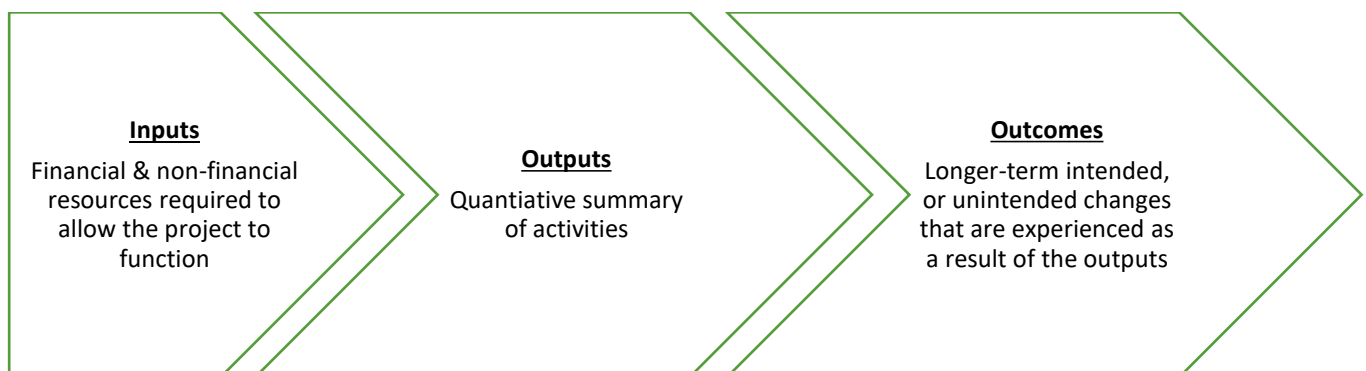 Inputs
Financial & non-financial
resources required to
allow the project to
function
Outputs
Quantiative summary
of activities
Outcomes
Longer-term intended,
or unintended changes
that are experienced as
a result of the outputs